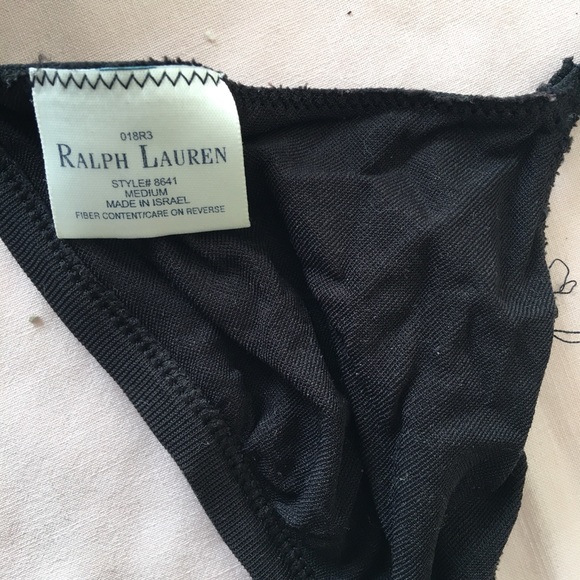 018R3
RALPH LAUREN
STYLE# 8641
MEDIUM
MADE IN ISRAEL
FIBER CONTENT/CARE ON REVERSE